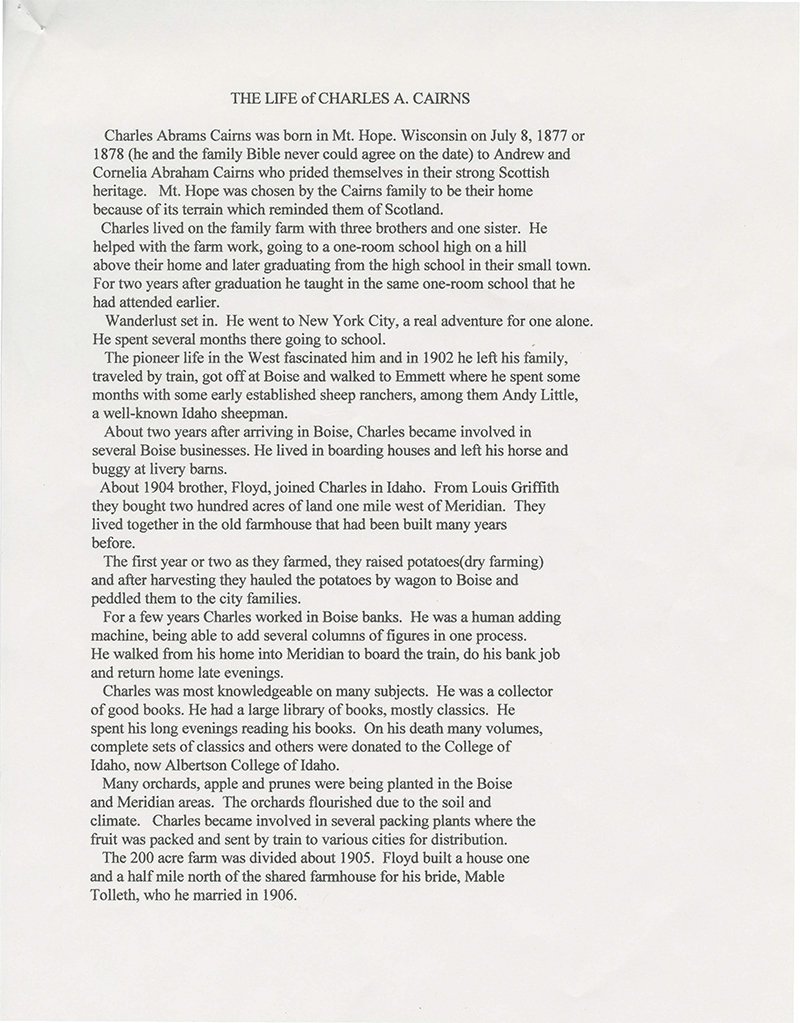 THE LIFE of CHARLES A. CAIRNS
Charles Abrams Cairns was born in Mt. Hope. Wisconsin on July 8, 1877 or
1878 (he and the family Bible never could agree on the date) to Andrew and
Cornelia Abraham Cairns who prided themselves in their strong Scottish
heritage. Mt. Hope was chosen by the Cairns family to be their home
because of its terrain which reminded them of Scotland.
Charles lived on the family farm with three brothers and one sister. He
helped with the farm work, going to a one-room school high on a hill
above their home and later graduating from the high school in their small town.
For two years after graduation he taught in the same one-room school that he
had attended earlier.
Wanderlust set in. He went to New York City, a real adventure for one alone.
He spent several months there going to school.
The pioneer life in the West fascinated him and in 1902 he left his family,
traveled by train, got off at Boise and walked to Emmett where he spent some
months with some early established sheep ranchers, among them Andy Little,
a well-known Idaho sheepman.
About two years after arriving in Boise, Charles became involved in
several Boise businesses. He lived in boarding houses and left his horse and
buggy at livery barns.
About 1904 brother, Floyd, joined Charles in Idaho. From Louis Griffith
they bought two hundred acres of land one mile west of Meridian. They
lived together in the old farmhouse that had been built many years
before.
The first year or two as they farmed, they raised potatoes(dry farming)
and after harvesting they hauled the potatoes by wagon to Boise and
peddled them to the city families.
For a few years Charles worked in Boise banks. He was a human adding
machine, being able to add several columns of figures in one process.
He walked from his home into Meridian to board the train, do his bank job
and return home late evenings.
Charles was most knowledgeable on many subjects. He was a collector
of good books. He had a large library of books, mostly classics. He
spent his long evenings reading his books. On his death many volumes,
complete sets of classics and others were donated to the College of
Idaho, now Albertson College of Idaho.
Many orchards, apple and prunes were being planted in the Boise
and Meridian areas. The orchards flourished due to the soil and
climate. Charles became involved in several packing plants where the
fruit was packed and sent by train to various cities for distribution.
The 200 acre farm was divided about 1905. Floyd built a house one
and a half mile north of the shared farmhouse for his bride, Mable
Tolleth, who he married in 1906.